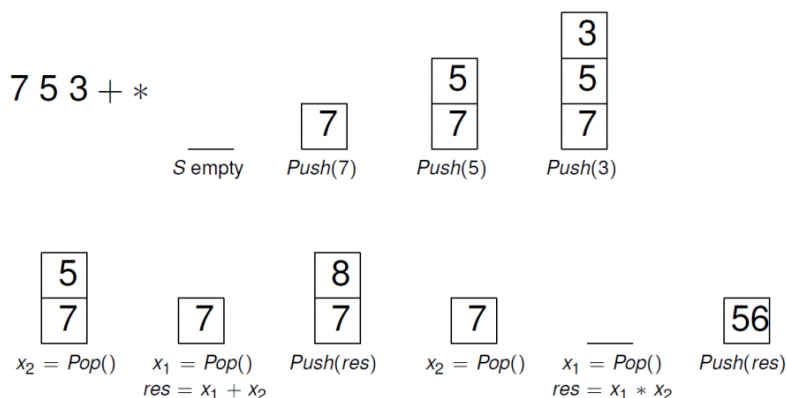 3
5 5
7 5 3 + ∗ 7 7 7
S empty Push(7) Push(5) Push(3)
5 8
7 7 7 7 56
x₂ = Pop() x₁ = Pop() Push(res) x₂ = Pop() x₁ = Pop() Push(res)
res = x₁ + x₂ res = x₁ ∗ x₂